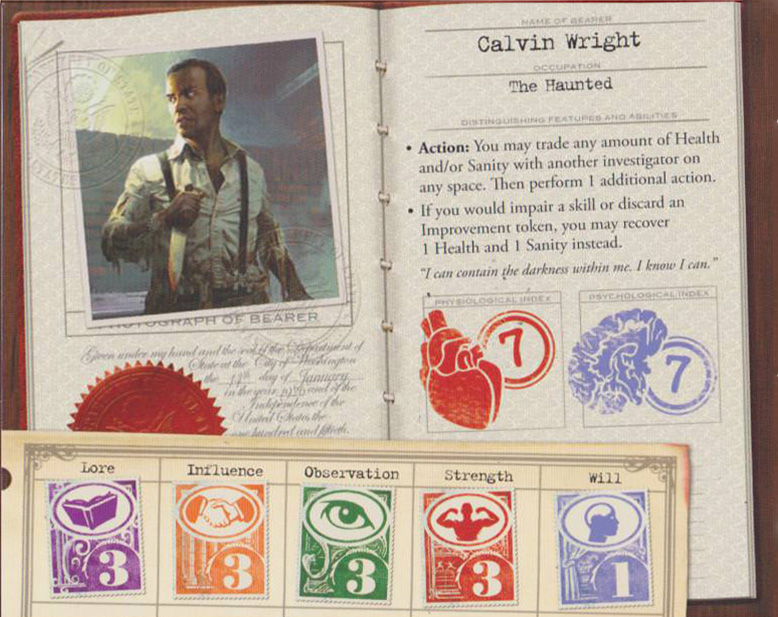 NAME OF BEARER
Calvin Wright
OCCUPATION
The Haunted
DISTINGUISHING FEATURES AND ABILITIES
• Action: You may trade any amount of Health
and/or Sanity with another investigator on
any space. Then perform 1 additional action.
• If you would impair a skill or discard an
Improvement token, you may recover
1 Health and 1 Sanity instead.
"I can contain the darkness within me. I know I can."
PHYSIOLOGICAL INDEX
7
PSYCHOLOGICAL INDEX
7
PHOTOGRAPH OF BEARER
Given under my hand and the seal of the Department of
State at the City of Washington
the 14th day of January
in the year 1926 and of the
Independence of the
United States the
one hundred and fiftieth.
Lore
Influence
Observation
Strength
Will
3
3
3
3
1